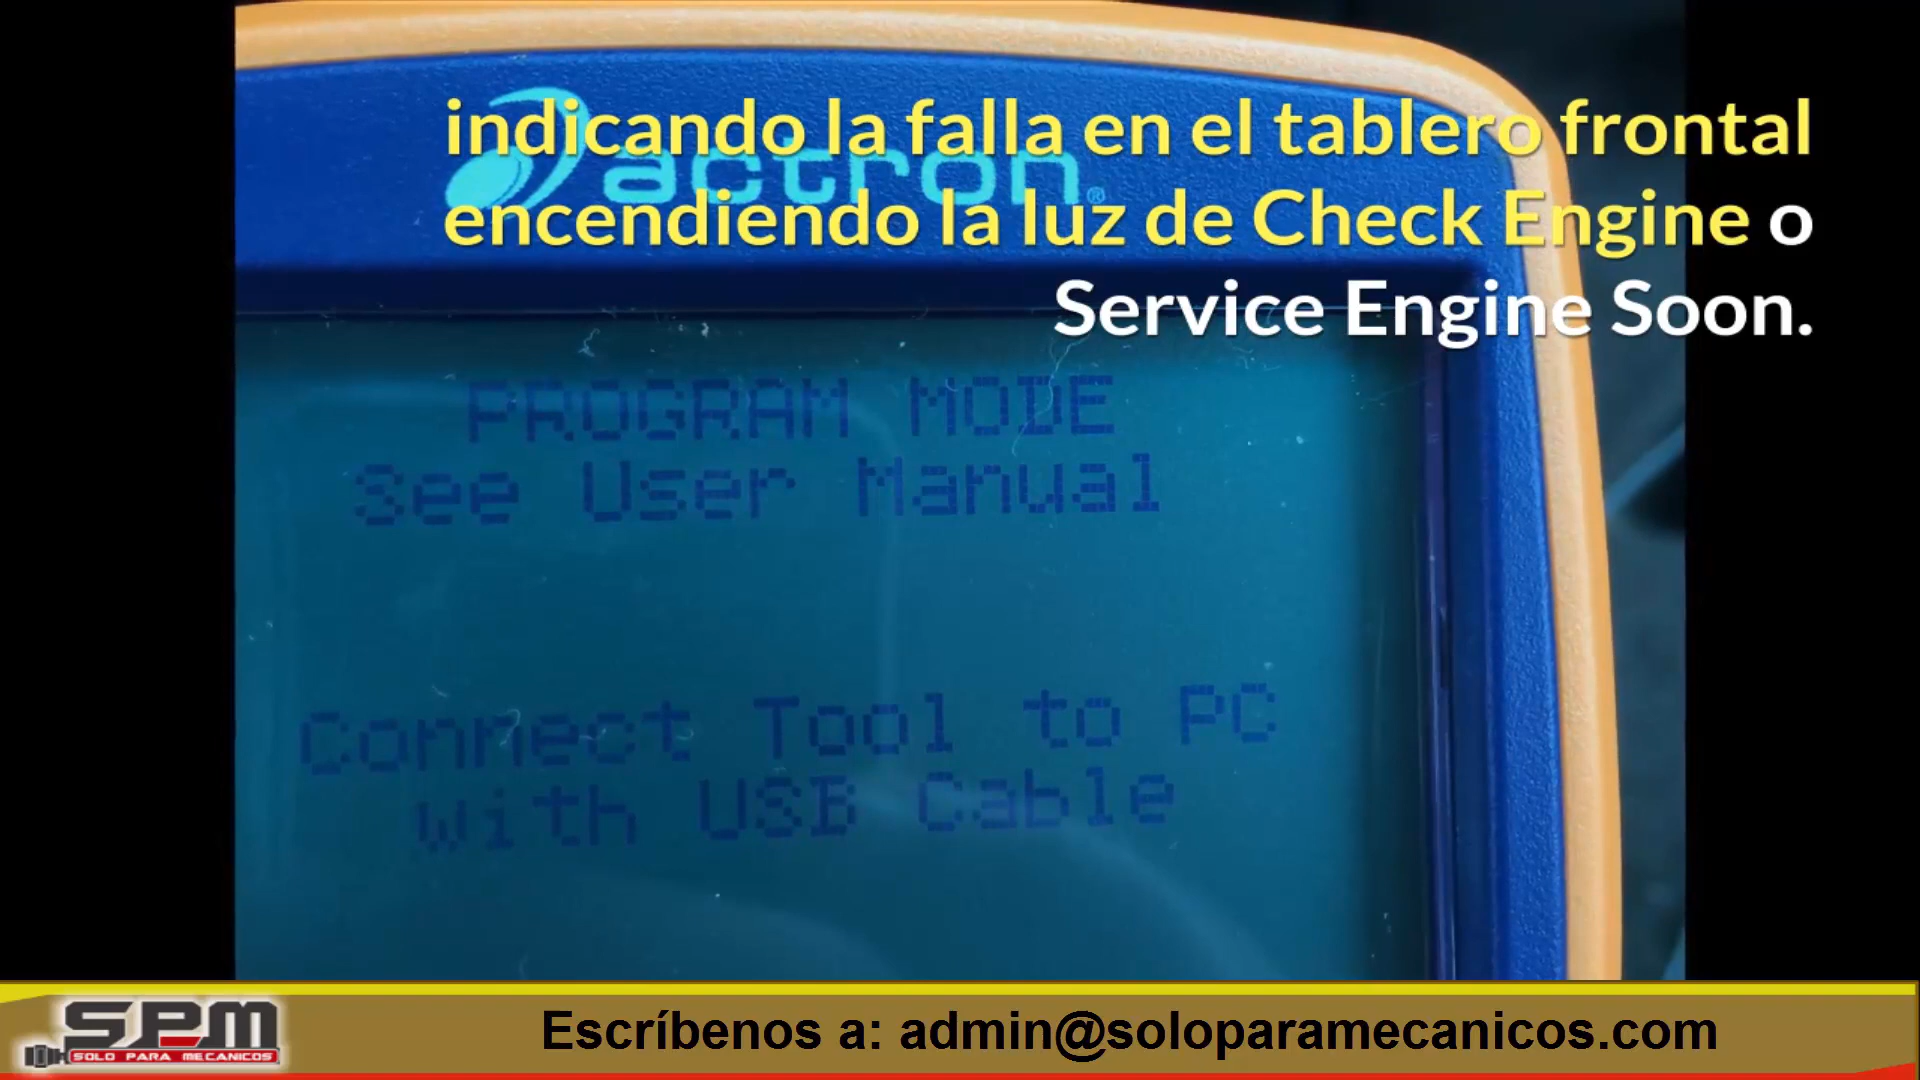 indicando la falla en el tablero frontal
encendiendo la luz de Check Engine o
Service Engine Soon.
actron®
PROGRAM MODE
See User Manual
Connect Tool to PC
with USB Cable
SPM
SOLO PARA MECANICOS
Escríbenos a: admin@soloparamecanicos.com